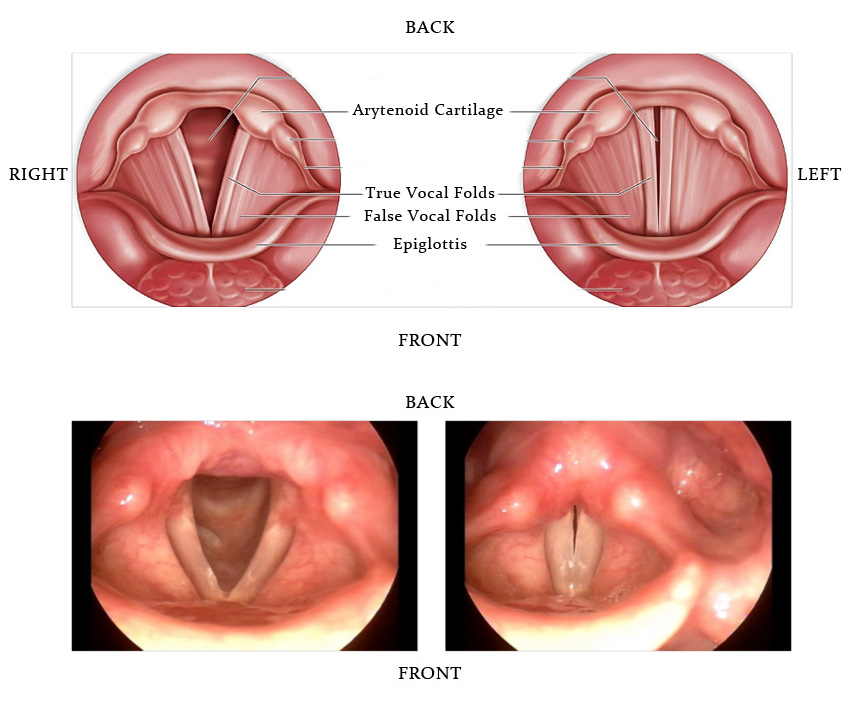 BACK
Arytenoid Cartilage
RIGHT
LEFT
True Vocal Folds
False Vocal Folds
Epiglottis
FRONT
BACK
FRONT